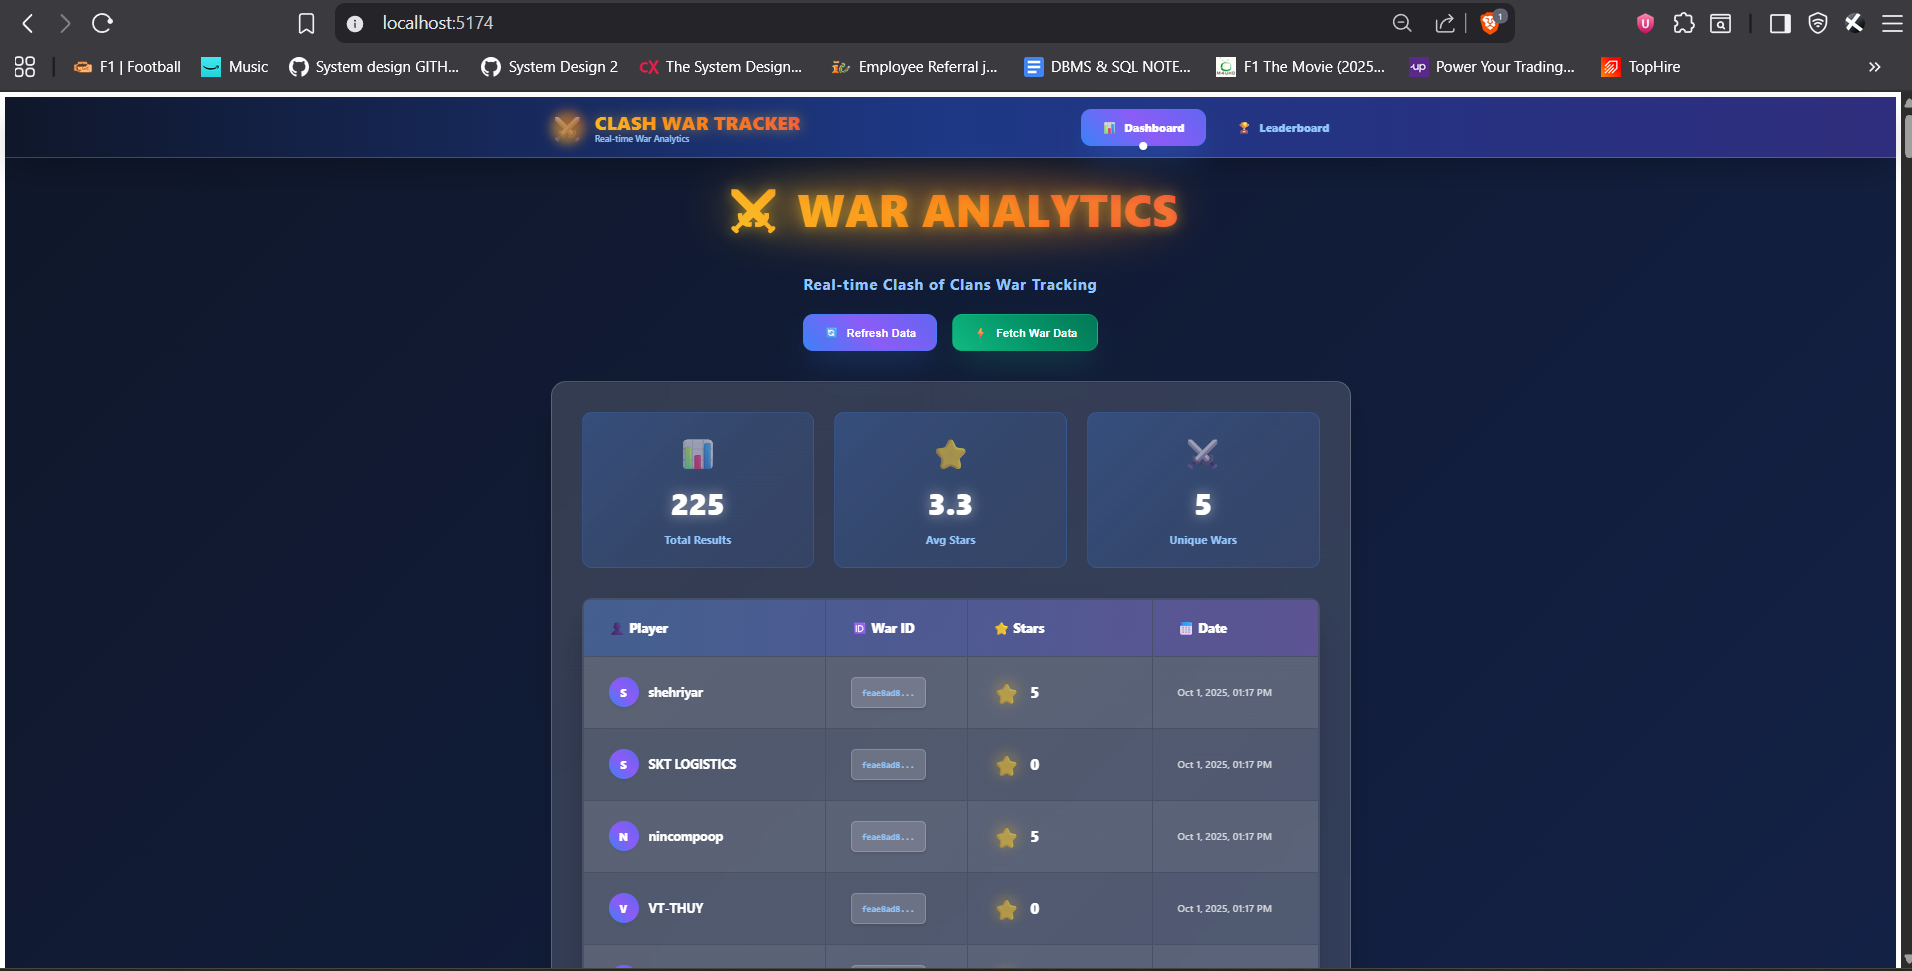 localhost:5174
1
F1 | Football
Music
System design GITH...
System Design 2
CX The System Design...
Employee Referral j...
DBMS & SQL NOTE...
F1 The Movie (2025...
up Power Your Trading...
TopHire
CLASH WAR TRACKER
Real-time War Analytics
Dashboard
Leaderboard
WAR ANALYTICS
Real-time Clash of Clans War Tracking
Refresh Data
Fetch War Data
225
Total Results
3.3
Avg Stars
5
Unique Wars
Player
ID War ID
Stars
Date
S shehriyar feae8ad8... 5 Oct 1, 2025, 01:17 PM
S SKT LOGISTICS feae8ad8... 0 Oct 1, 2025, 01:17 PM
N nincompoop feae8ad8... 5 Oct 1, 2025, 01:17 PM
V VT-THUY feae8ad8... 0 Oct 1, 2025, 01:17 PM